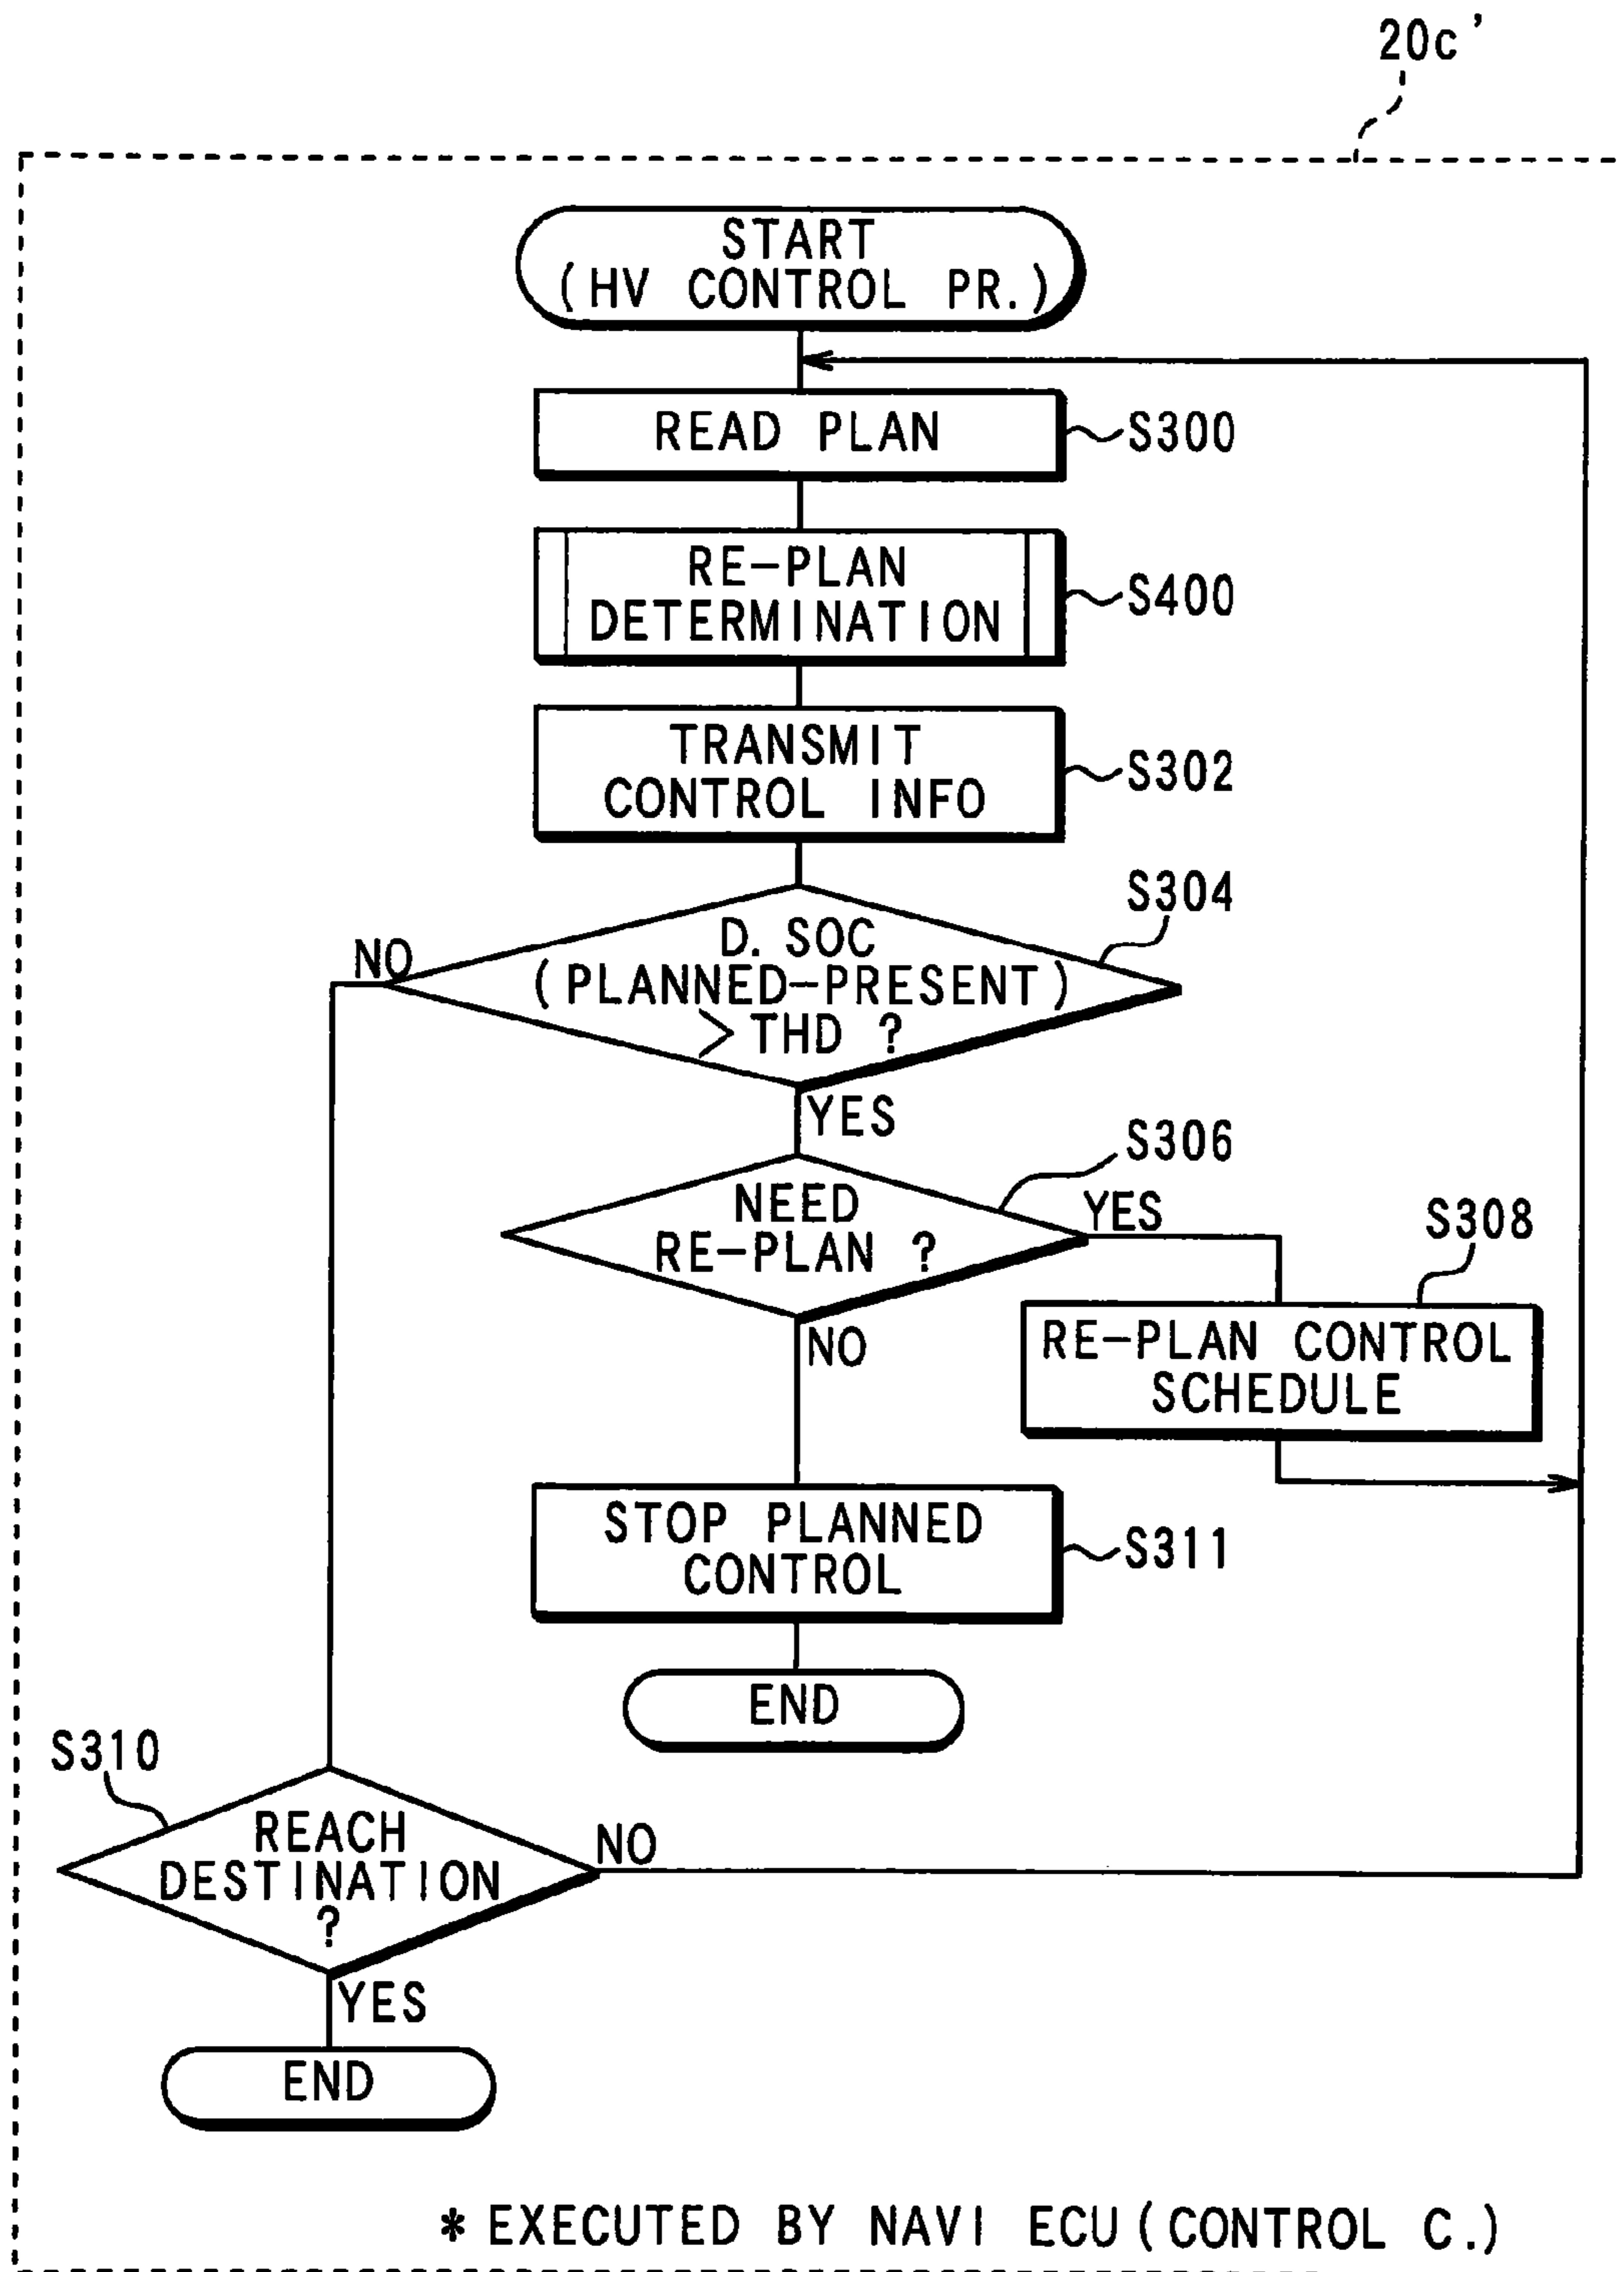 20c'
START
(HV CONTROL PR.)
READ PLAN
S300
RE-PLAN
DETERMINATION
S400
TRANSMIT
CONTROL INFO
S302
S304
NO
D. SOC
(PLANNED-PRESENT)
> THD ?
YES
S306
NEED
RE-PLAN ?
YES
S308
NO
RE-PLAN CONTROL
SCHEDULE
STOP PLANNED
CONTROL
S311
END
S310
REACH
DESTINATION
?
NO
YES
END
* EXECUTED BY NAVI ECU(CONTROL C.)